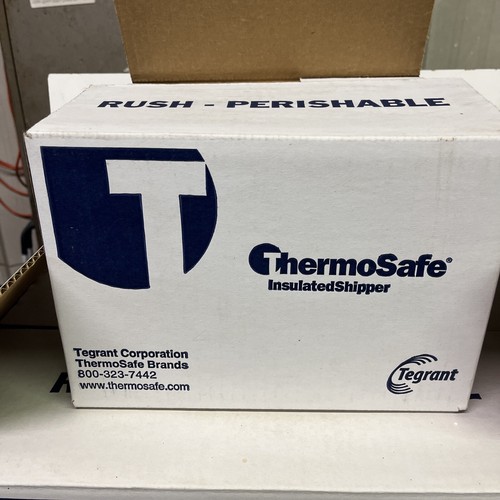 RUSH - PERISHABLE
T
ThermoSafe®
InsulatedShipper
Tegrant Corporation
ThermoSafe Brands
800-323-7442
www.thermosafe.com
Tegrant